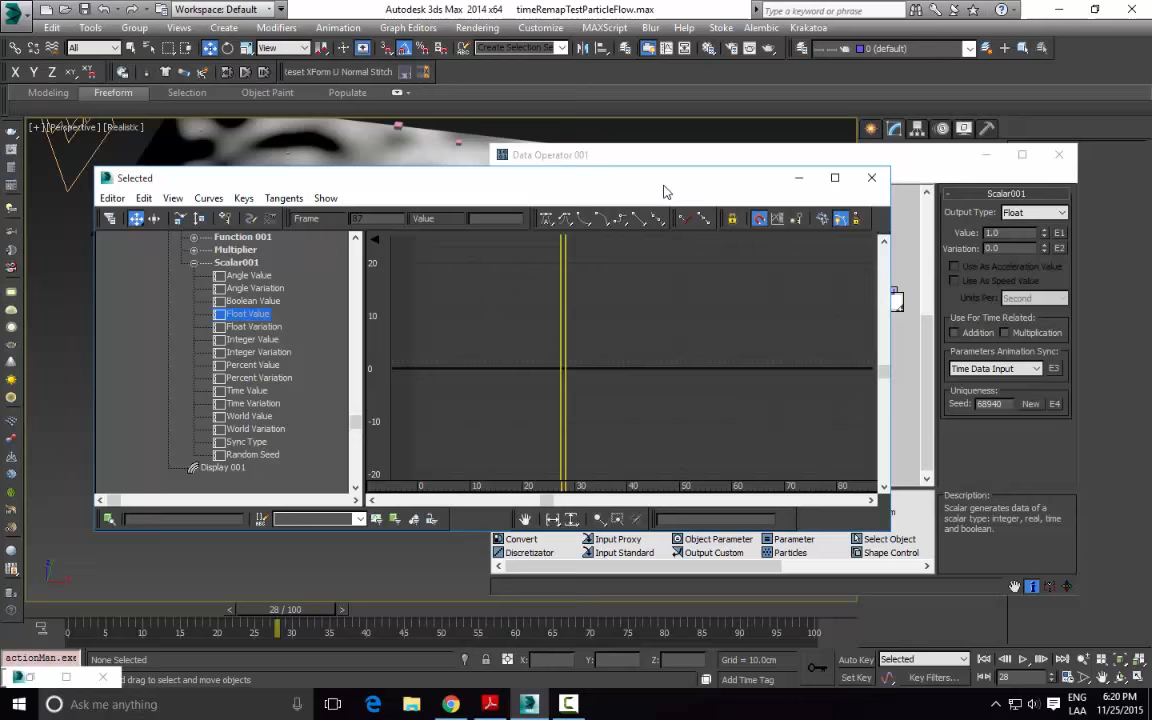 Workspace: Default
Autodesk 3ds Max 2014 x64
timeRemapTestParticleFlow.max
Type a keyword or phrase
Edit Tools Group Views Create Modifiers Animation Graph Editors Rendering Customize MAXScript Blur Help Stoke Alembic Krakatoa
All
View
Create Selection Se
0 (default)
X Y Z XY
Reset XForm
Li
Normal
Stitch
Modeling Freeform Selection Object Paint Populate
[+] [Perspective] [Realistic]
Data Operator 001
Selected
Editor Edit View Curves Keys Tangents Show
Frame 87 Value
Function 001
Multiplier
Scalar001
Angle Value
Angle Variation
Boolean Value
Float Value
Float Variation
Integer Value
Integer Variation
Percent Value
Percent Variation
Time Value
Time Variation
World Value
World Variation
Sync Type
Random Seed
Display 001
20
10
0
-10
-20
0 10 20 30 40 50 60 70 80
Scalar001
Output Type: Float
Value: 1.0 E1
Variation: 0.0 E2
Use As Acceleration Value
Use As Speed Value
Units Per: Second
Use For Time Related:
Addition Multiplication
Parameters Animation Sync:
Time Data Input E3
Uniqueness:
Seed: 68940 New E4
Description:
Scalar generates data of a
scalar type: integer, real, time
and boolean.
Convert Input Proxy Object Parameter Parameter Select Object
Discretizator Input Standard Output Custom Particles Shape Control
28 / 100
0 5 10 15 20 25 30 35 40 45 50 55 60 65 70 75 80 85 90 95 100
actionMan.exe
None Selected
X: Y: Z:
Grid = 10.0cm
Auto Key Selected
drag to select and move objects
Add Time Tag
Set Key Key Filters...
28
Ask me anything
ENG
LAA
6:20 PM
11/25/2015